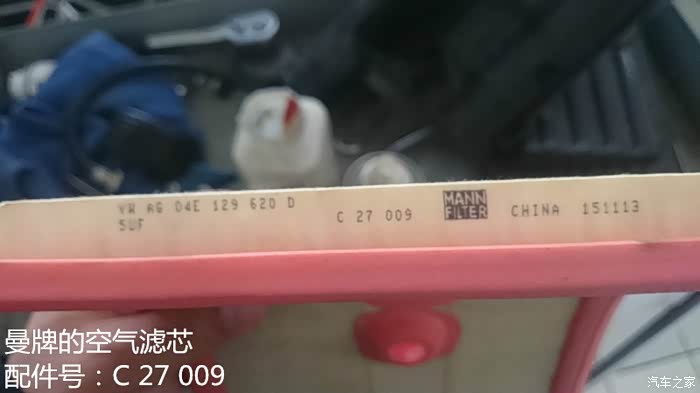 VW AG 04E 129 620 D
5WF
C 27 009
MANN
FILTER
CHINA 151113
曼牌的空气滤芯
配件号：C 27 009
汽车之家